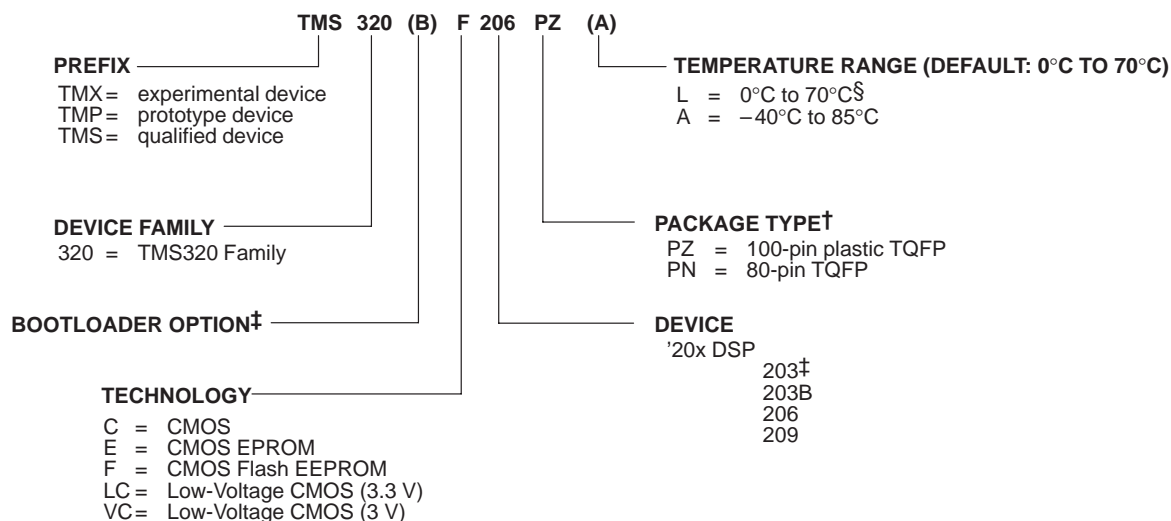 TMS 320 (B) F 206 PZ (A)
PREFIX
TMX = experimental device
TMP = prototype device
TMS = qualified device
TEMPERATURE RANGE (DEFAULT: 0°C TO 70°C)
L = 0°C to 70°C§
A = –40°C to 85°C
DEVICE FAMILY
320 = TMS320 Family
PACKAGE TYPE†
PZ = 100-pin plastic TQFP
PN = 80-pin TQFP
BOOTLOADER OPTION‡
DEVICE
’20x DSP
203‡
203B
206
209
TECHNOLOGY
C = CMOS
E = CMOS EPROM
F = CMOS Flash EEPROM
LC = Low-Voltage CMOS (3.3 V)
VC = Low-Voltage CMOS (3 V)